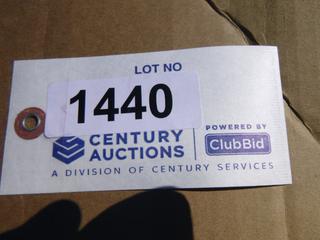 LOT NO
1440
CENTURY AUCTIONS
POWERED BY
ClubBid
A DIVISION OF CENTURY SERVICES